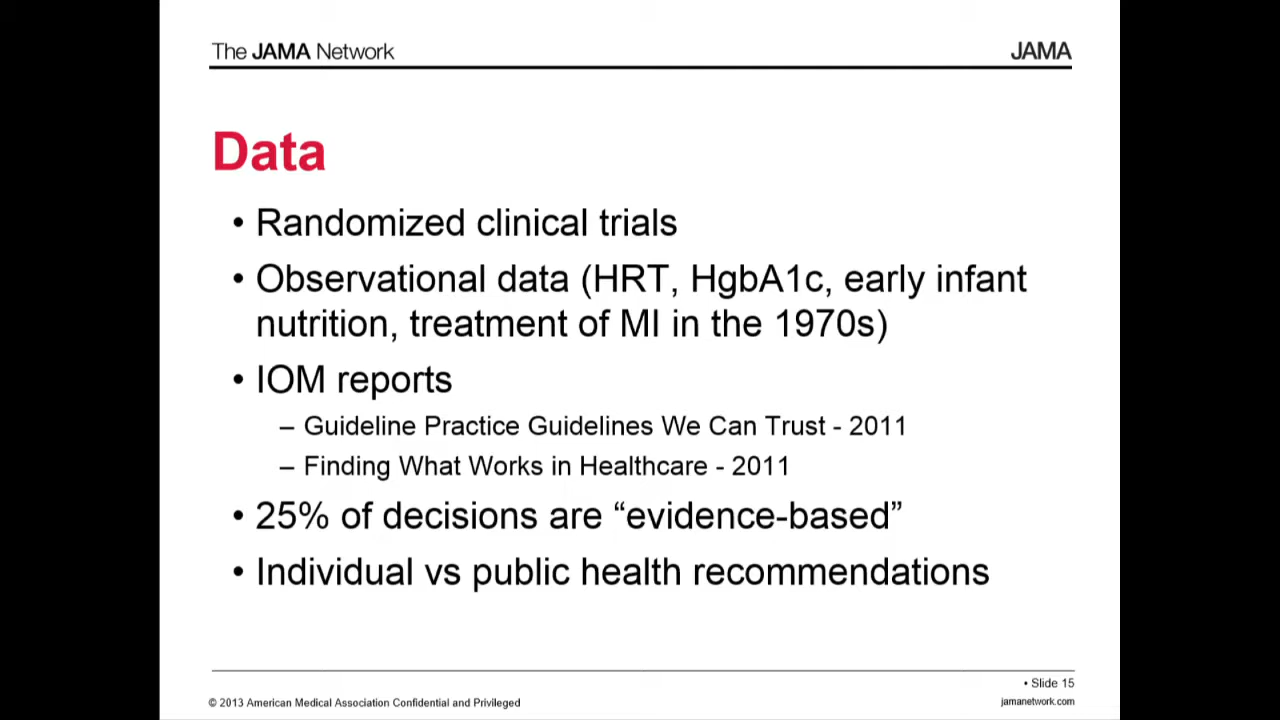 The JAMA Network JAMA
Data
• Randomized clinical trials
• Observational data (HRT, HgbA1c, early infant
nutrition, treatment of MI in the 1970s)
• IOM reports
– Guideline Practice Guidelines We Can Trust - 2011
– Finding What Works in Healthcare - 2011
• 25% of decisions are “evidence-based”
• Individual vs public health recommendations
• Slide 15
© 2013 American Medical Association Confidential and Privileged jamanetwork.com